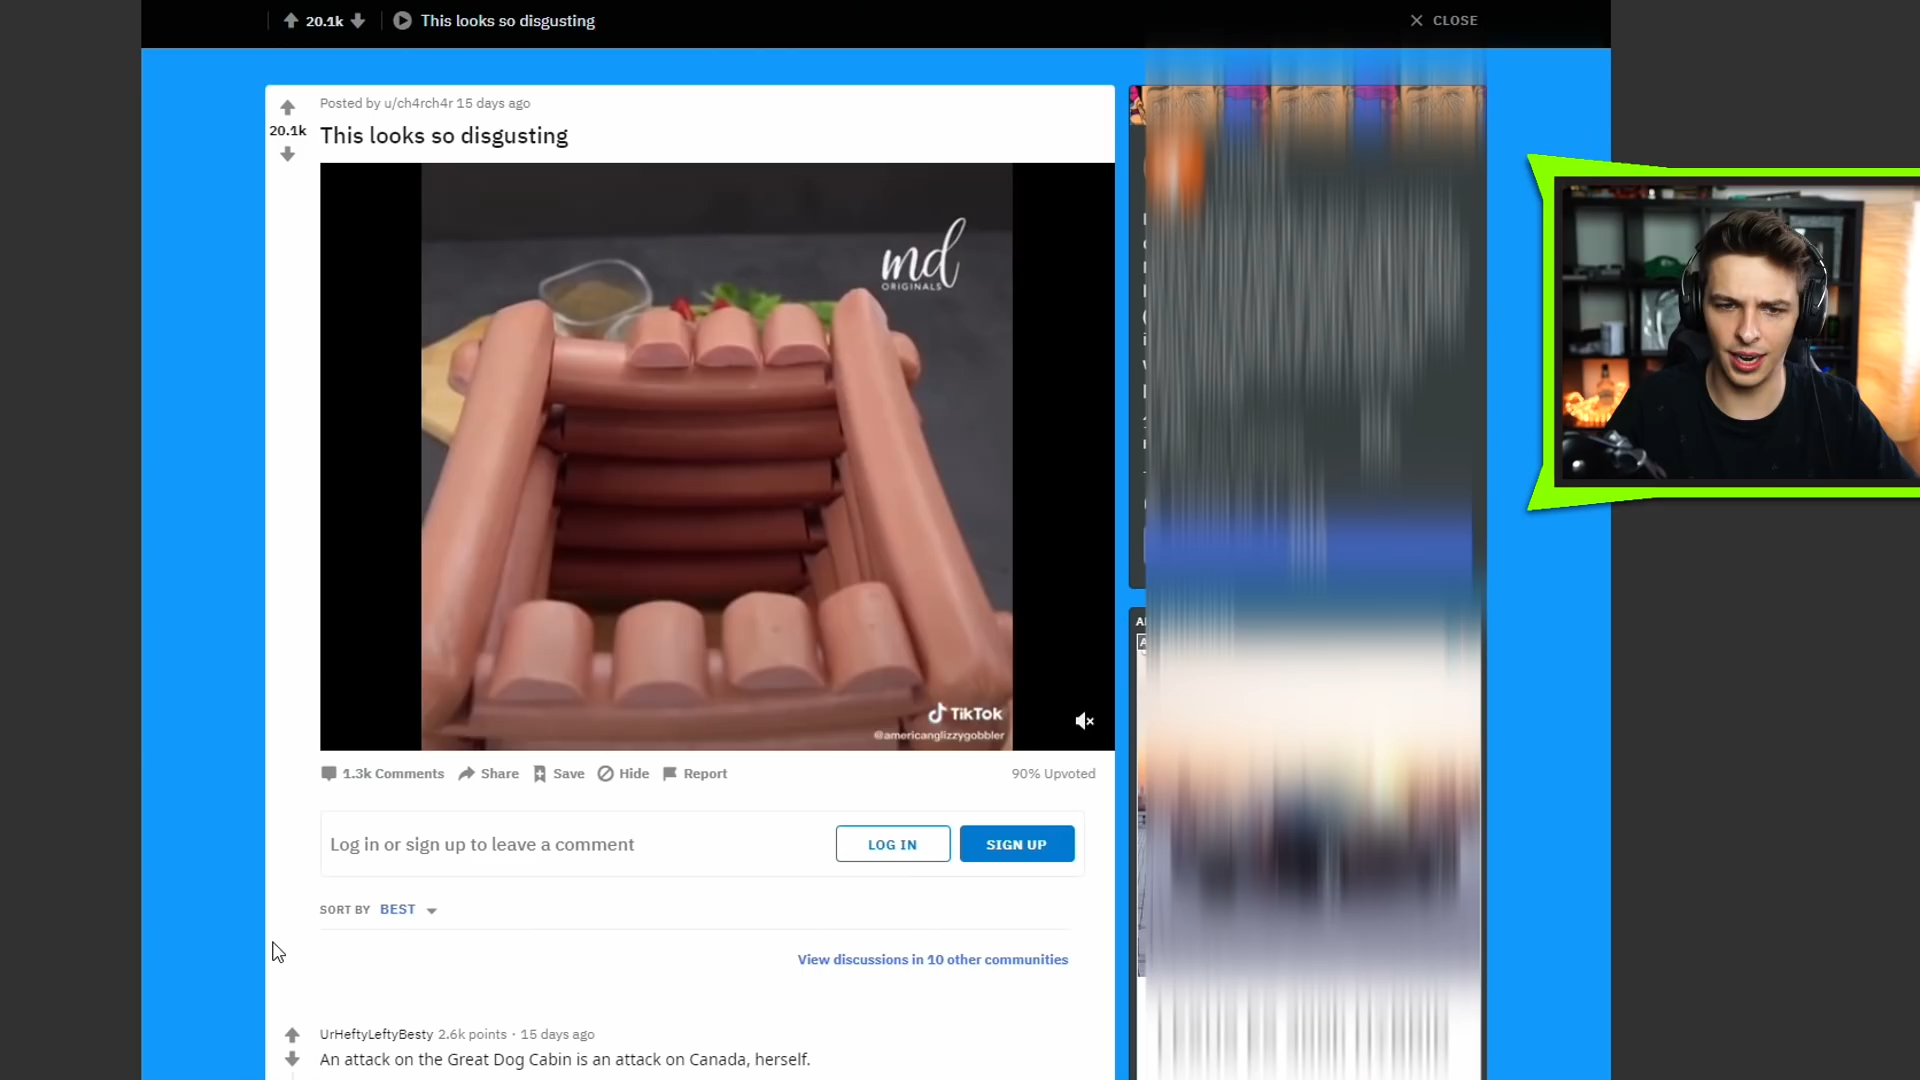 20.1k
This looks so disgusting
CLOSE
Posted by u/ch4rch4r 15 days ago
20.1k
This looks so disgusting
md
ORIGINALS
TikTok
@americanglizzygobbler
1.3k Comments Share Save Hide Report
90% Upvoted
Log in or sign up to leave a comment
LOG IN
SIGN UP
SORT BY BEST
View discussions in 10 other communities
UrHeftyLeftyBesty 2.6k points · 15 days ago
An attack on the Great Dog Cabin is an attack on Canada, herself.